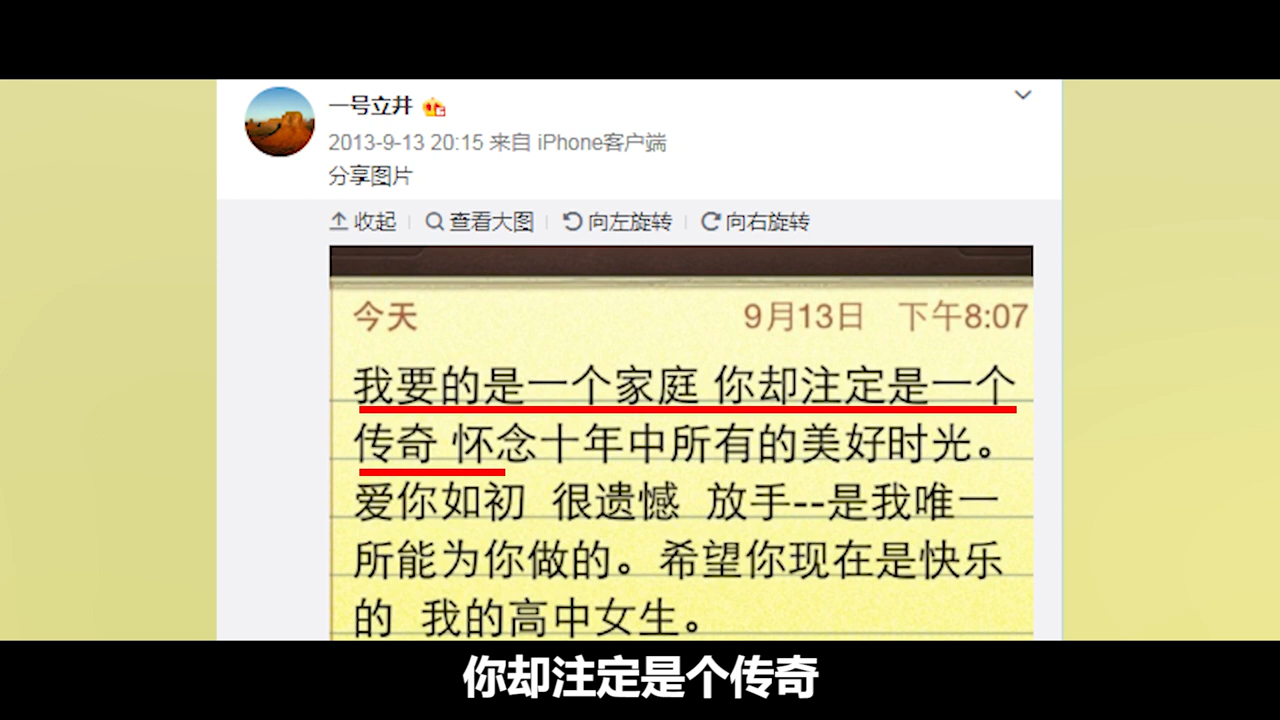 一号立井
2013-9-13 20:15 来自 iPhone客户端
分享图片
收起 查看大图 向左旋转 向右旋转
今天 9月13日 下午8:07
我要的是一个家庭 你却注定是一个
传奇 怀念十年中所有的美好时光。
爱你如初 很遗憾 放手--是我唯一
所能为你做的。希望你现在是快乐
的 我的高中女生。
你却注定是个传奇